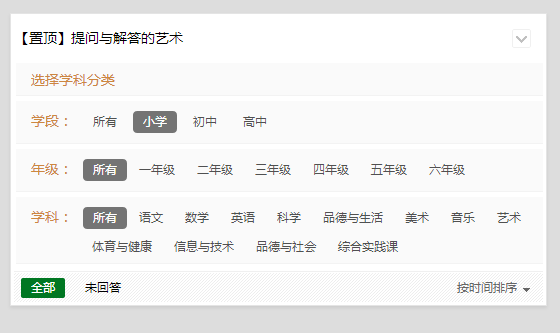 【置顶】提问与解答的艺术
选择学科分类
学段： 所有 小学 初中 高中
年级： 所有 一年级 二年级 三年级 四年级 五年级 六年级
学科： 所有 语文 数学 英语 科学 品德与生活 美术 音乐 艺术
体育与健康 信息与技术 品德与社会 综合实践课
全部 未回答 按时间排序